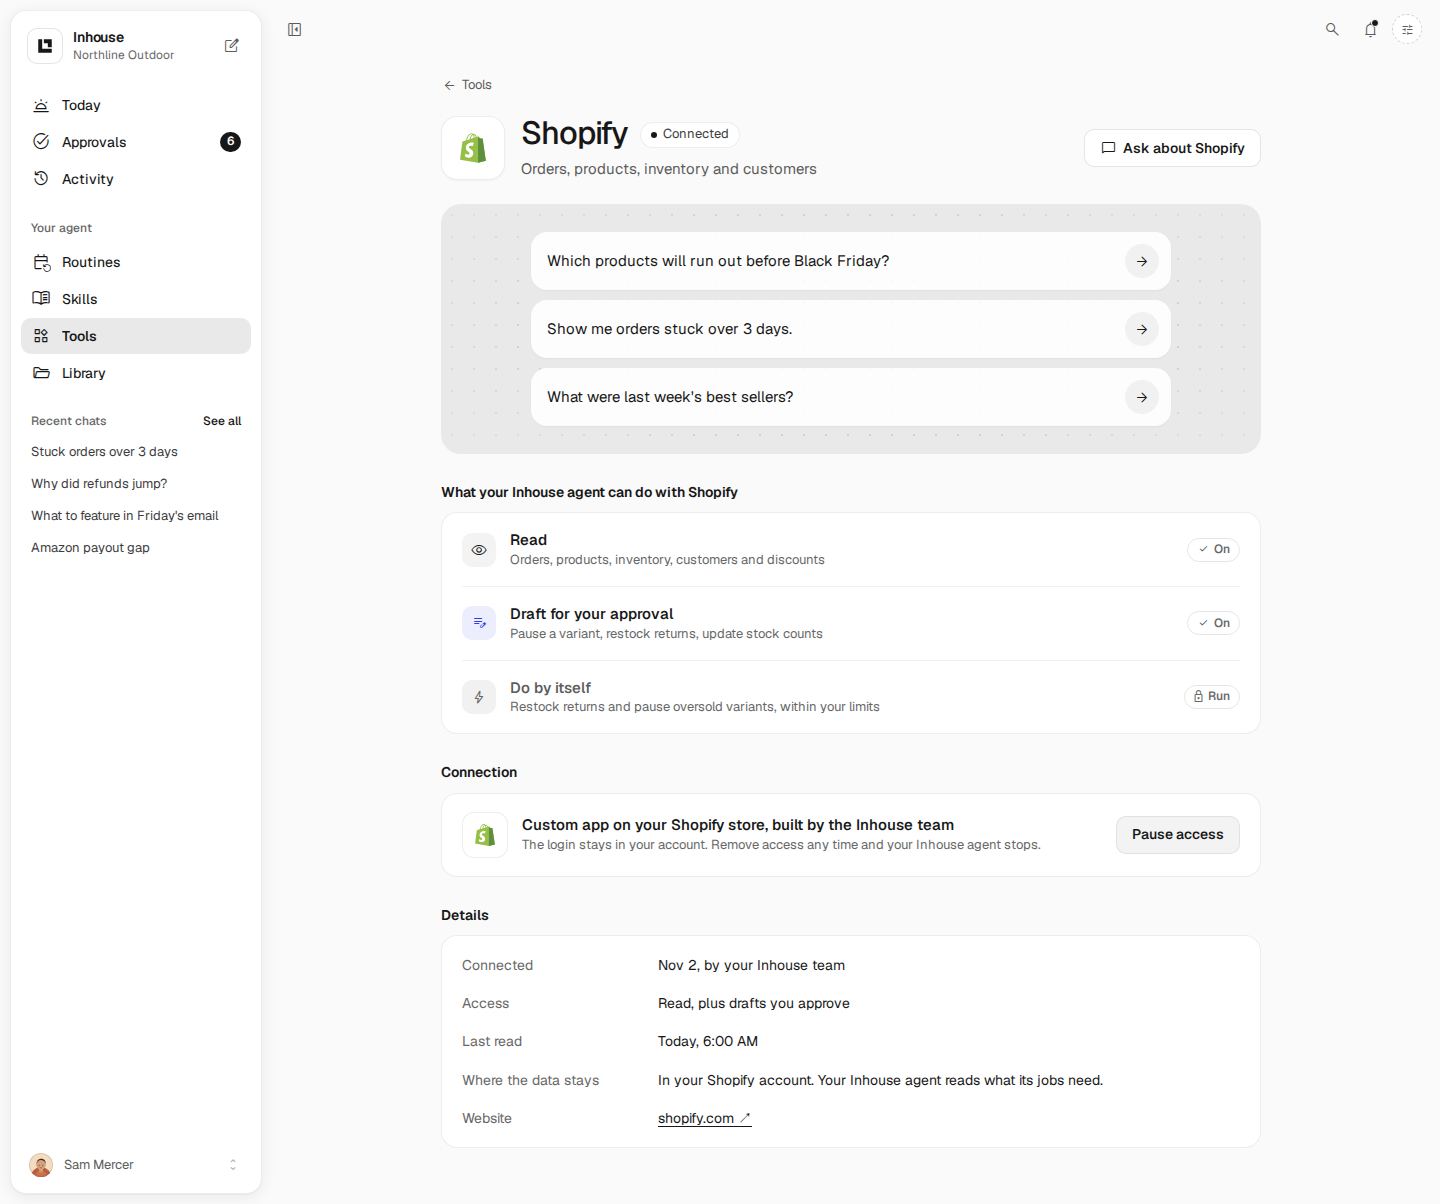 Inhouse
Northline Outdoor
Today
Approvals 6
Activity
Your agent
Routines
Skills
Tools
Library
Recent chats See all
Stuck orders over 3 days
Why did refunds jump?
What to feature in Friday's email
Amazon payout gap
Sam Mercer
Tools
Shopify Connected
Orders, products, inventory and customers
Ask about Shopify
Which products will run out before Black Friday?
Show me orders stuck over 3 days.
What were last week's best sellers?
What your Inhouse agent can do with Shopify
Read
Orders, products, inventory, customers and discounts
On
Draft for your approval
Pause a variant, restock returns, update stock counts
On
Do by itself
Restock returns and pause oversold variants, within your limits
Run
Connection
Custom app on your Shopify store, built by the Inhouse team
The login stays in your account. Remove access any time and your Inhouse agent stops.
Pause access
Details
Connected Nov 2, by your Inhouse team
Access Read, plus drafts you approve
Last read Today, 6:00 AM
Where the data stays In your Shopify account. Your Inhouse agent reads what its jobs need.
Website shopify.com ↗